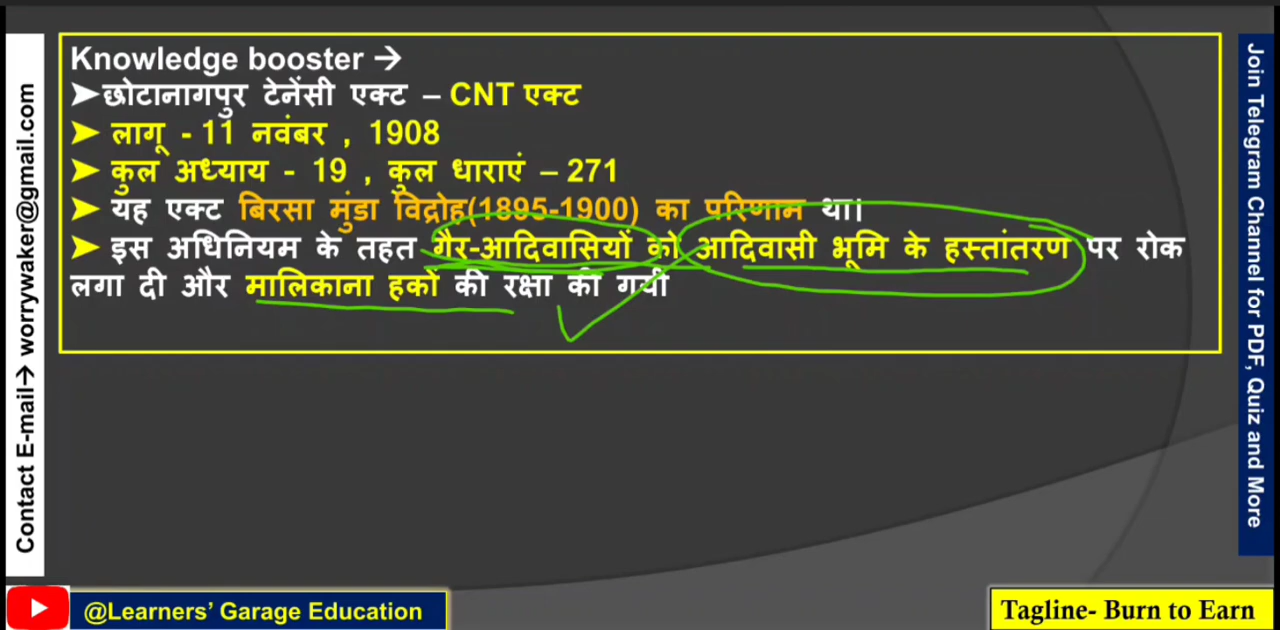 Knowledge booster →
➤छोटानागपुर टेनेंसी एक्ट – CNT एक्ट
➤ लागू - 11 नवंबर , 1908
➤ कुल अध्याय - 19 , कुल धाराएं – 271
➤ यह एक्ट बिरसा मुंडा विद्रोह(1895-1900) का परिणाम था।
➤ इस अधिनियम के तहत गैर-आदिवासियों को आदिवासी भूमि के हस्तांतरण पर रोक
लगा दी और मालिकाना हकों की रक्षा की गयी
Contact E-mail→ worrywaker@gmail.com
Join Telegram Channel for PDF, Quiz and More
@Learners’ Garage Education
Tagline- Burn to Earn